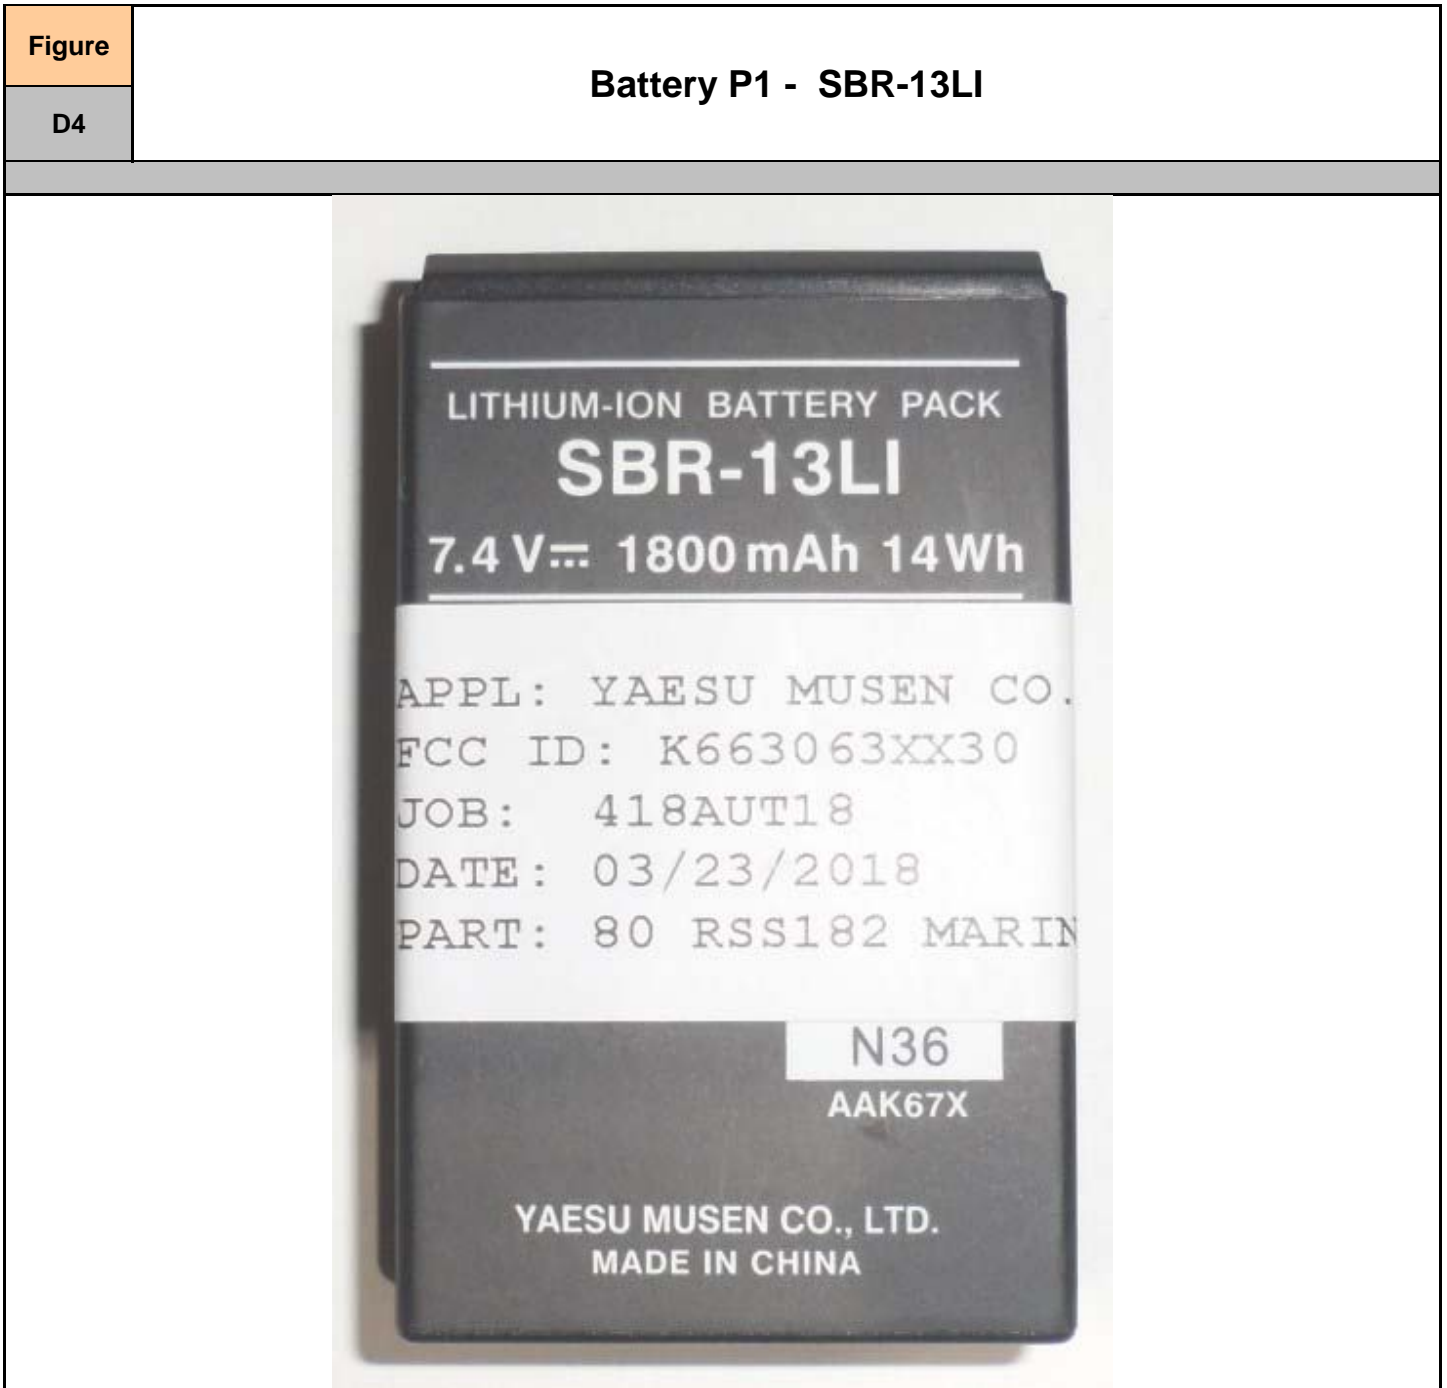 Figure
D4
Battery P1 - SBR-13LI
LITHIUM-ION BATTERY PACK
SBR-13LI
7.4 V⎓ 1800 mAh 14 Wh
APPL: YAESU MUSEN CO.
FCC ID: K663063XX30
JOB: 418AUT18
DATE: 03/23/2018
PART: 80 RSS182 MARIN
N36
AAK67X
YAESU MUSEN CO., LTD.
MADE IN CHINA